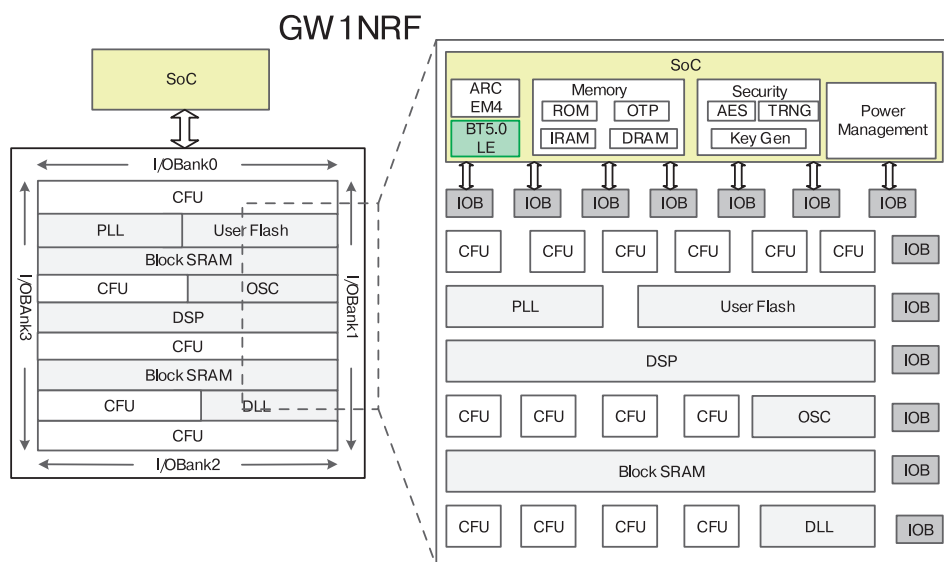 GW1NRF
SoC
I/OBank0
CFU
PLL User Flash
Block SRAM
CFU OSC
DSP
CFU
Block SRAM
CFU DLL
CFU
I/OBank2
I/OBAnk3
I/OBank1
SoC
ARC
EM4
BT5.0
LE
Memory
ROM OTP
IRAM DRAM
Security
AES TRNG
Key Gen
Power
Management
IOB IOB IOB IOB IOB IOB IOB
CFU CFU CFU CFU CFU CFU IOB
PLL User Flash IOB
DSP IOB
CFU CFU CFU CFU OSC IOB
Block SRAM IOB
CFU CFU CFU CFU DLL IOB